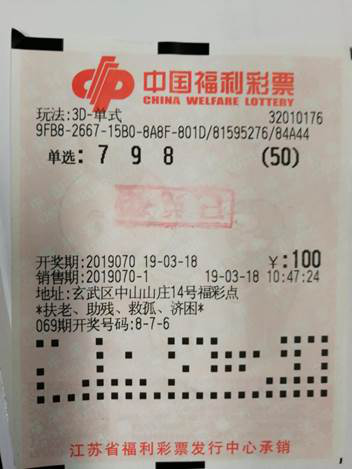 中国福利彩票
CHINA WELFARE LOTTERY
玩法:3D-单式 32010176
9FB8-2667-15B0-8A8F-801D/81595276/84A44
单选: 7 9 8 (50)
开奖期:2019070 19-03-18 ¥:100
销售期:2019070-1 19-03-18 10:47:24
地址:玄武区中山山庄14号福彩点
*扶老、助残、救孤、济困*
069期开奖号码:8-7-6
江苏省福利彩票发行中心承销